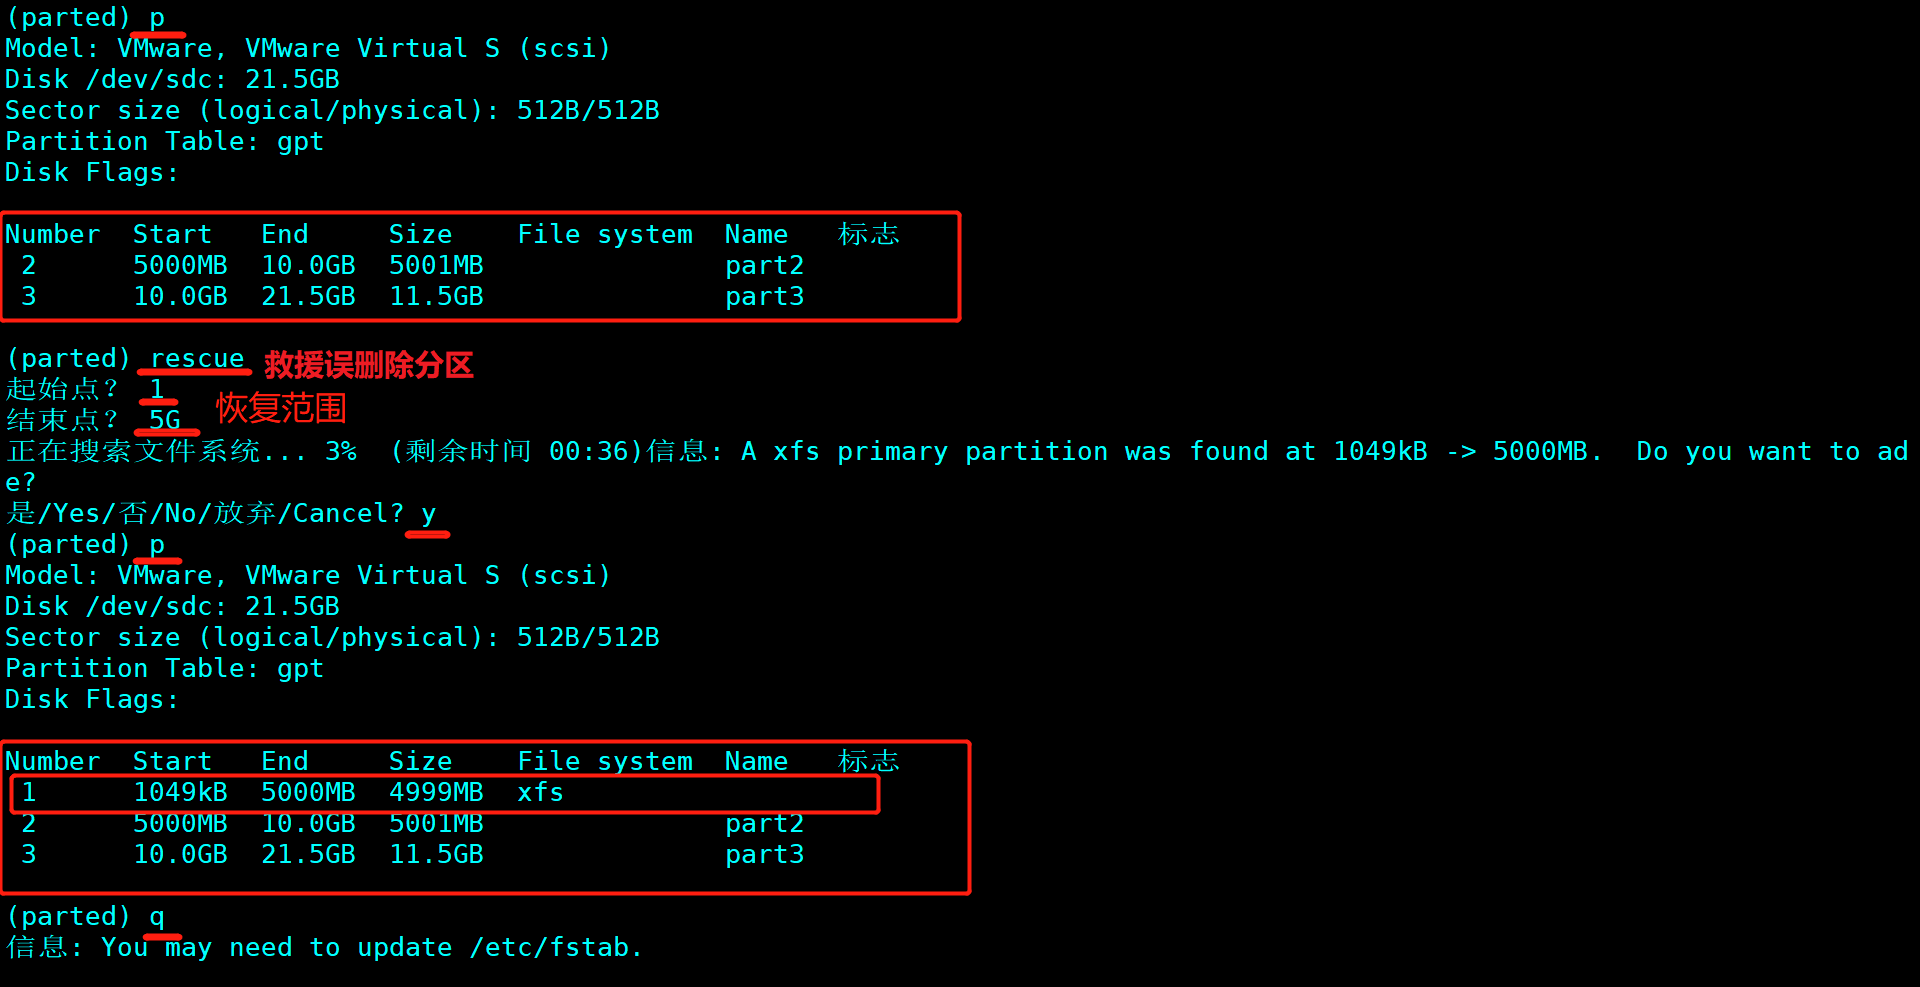 (parted) p
Model: VMware, VMware Virtual S (scsi)
Disk /dev/sdc: 21.5GB
Sector size (logical/physical): 512B/512B
Partition Table: gpt
Disk Flags:
Number  Start   End     Size    File system  Name   标志
 2      5000MB  10.0GB  5001MB               part2
 3      10.0GB  21.5GB  11.5GB               part3
(parted) rescue 救援误删除分区
起始点? 1
恢复范围
结束点? 5G
正在搜索文件系统... 3%  (剩余时间 00:36)信息: A xfs primary partition was found at 1049kB -> 5000MB.  Do you want to ad
e?
是/Yes/否/No/放弃/Cancel? y
(parted) p
Model: VMware, VMware Virtual S (scsi)
Disk /dev/sdc: 21.5GB
Sector size (logical/physical): 512B/512B
Partition Table: gpt
Disk Flags:
Number  Start   End     Size    File system  Name   标志
 1      1049kB  5000MB  4999MB  xfs
 2      5000MB  10.0GB  5001MB               part2
 3      10.0GB  21.5GB  11.5GB               part3
(parted) q
信息: You may need to update /etc/fstab.